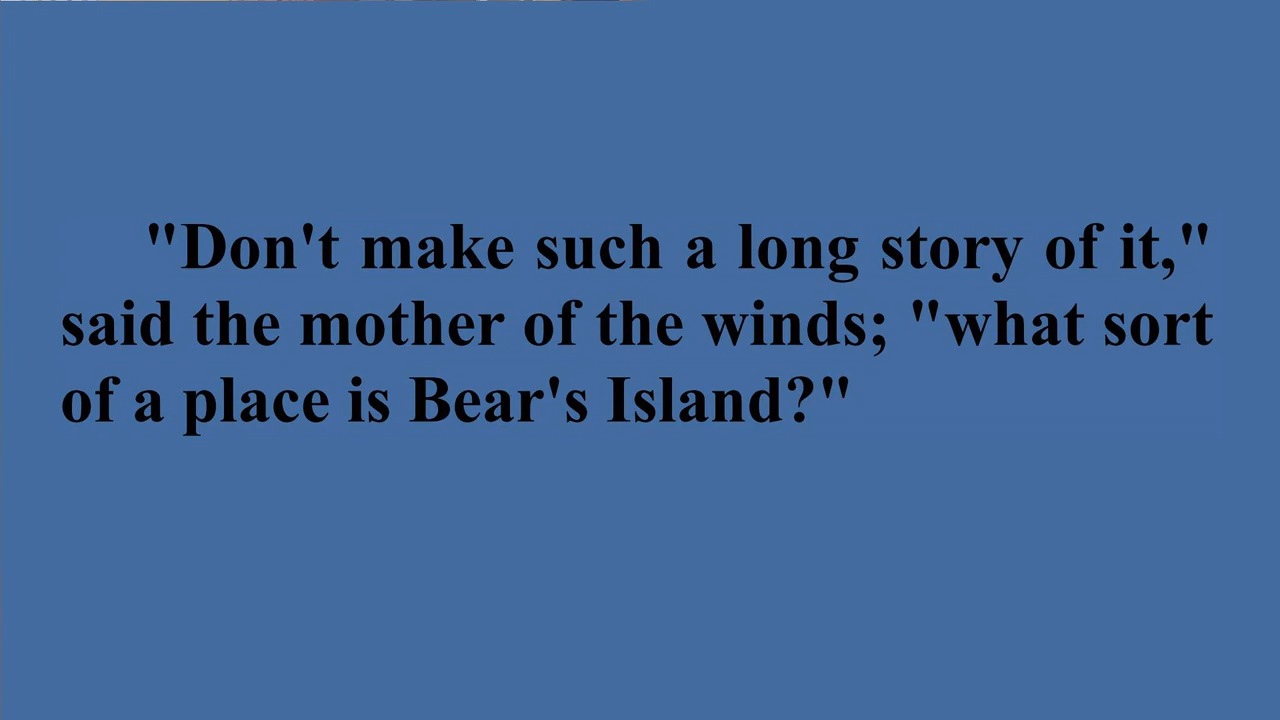 "Don't make such a long story of it,"
said the mother of the winds; "what sort
of a place is Bear's Island?"